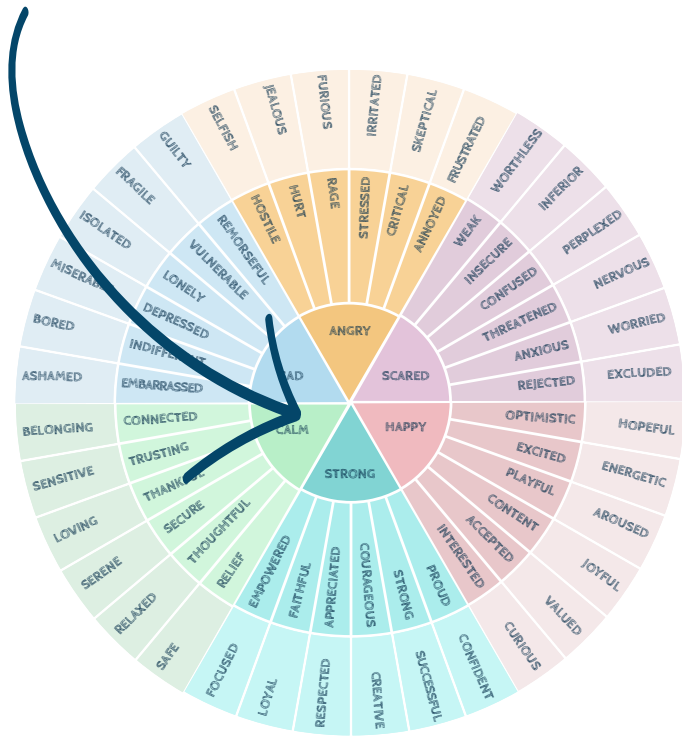 SELFISH
JEALOUS
FURIOUS
IRRITATED
SKEPTICAL
FRUSTRATED
WORTHLESS
INFERIOR
PERPLEXED
NERVOUS
WORRIED
EXCLUDED
HOPEFUL
ENERGETIC
AROUSED
JOYFUL
VALUED
CURIOUS
CONFIDENT
SUCCESSFUL
CREATIVE
RESPECTED
LOYAL
FOCUSED
SAFE
RELAXED
SERENE
LOVING
SENSITIVE
BELONGING
ASHAMED
BORED
ISOLATED
FRAGILE
GUILTY
HOSTILE
HURT
RAGE
STRESSED
CRITICAL
ANNOYED
WEAK
INSECURE
CONFUSED
THREATENED
ANXIOUS
REJECTED
OPTIMISTIC
EXCITED
PLAYFUL
CONTENT
ACCEPTED
INTERESTED
PROUD
STRONG
COURAGEOUS
APPRECIATED
FAITHFUL
EMPOWERED
RELIEF
THOUGHTFUL
SECURE
TRUSTING
CONNECTED
EMBARRASSED
DEPRESSED
LONELY
VULNERABLE
REMORSEFUL
ANGRY
SCARED
HAPPY
STRONG
CALM